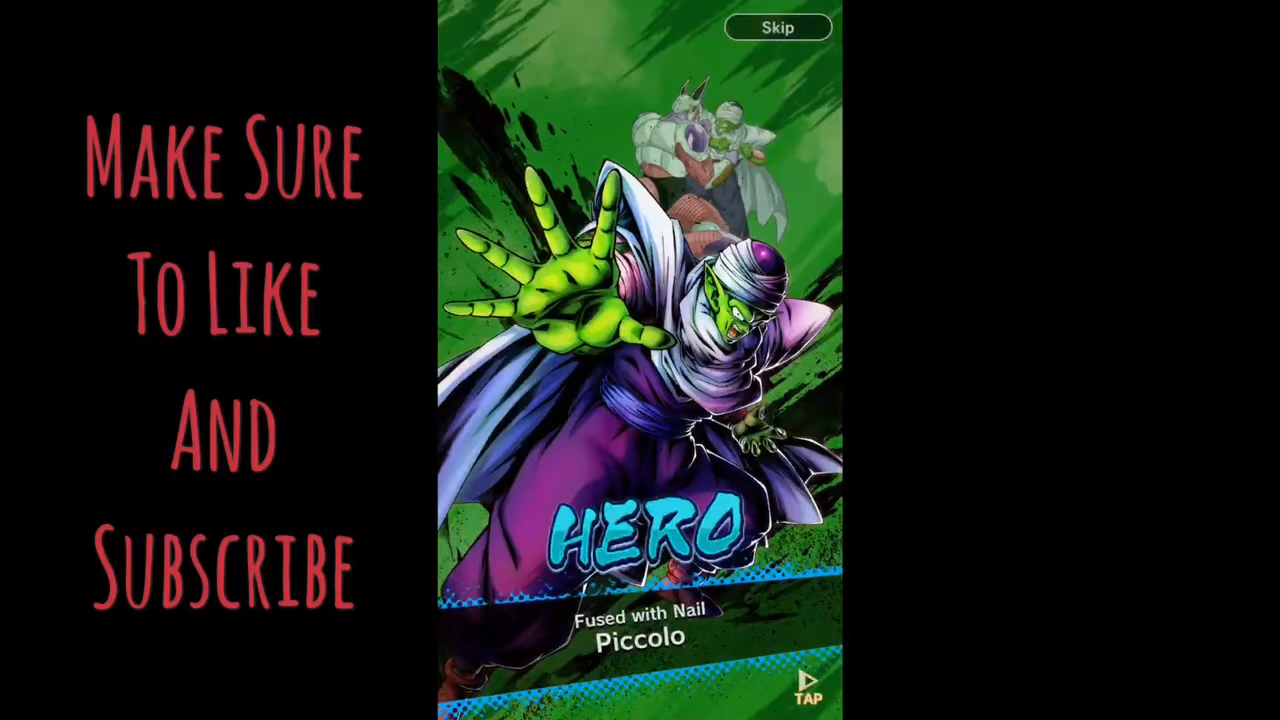 Skip
MAKE SURE
TO LIKE
AND
SUBSCRIBE
HERO
Fused with Nail
Piccolo
TAP